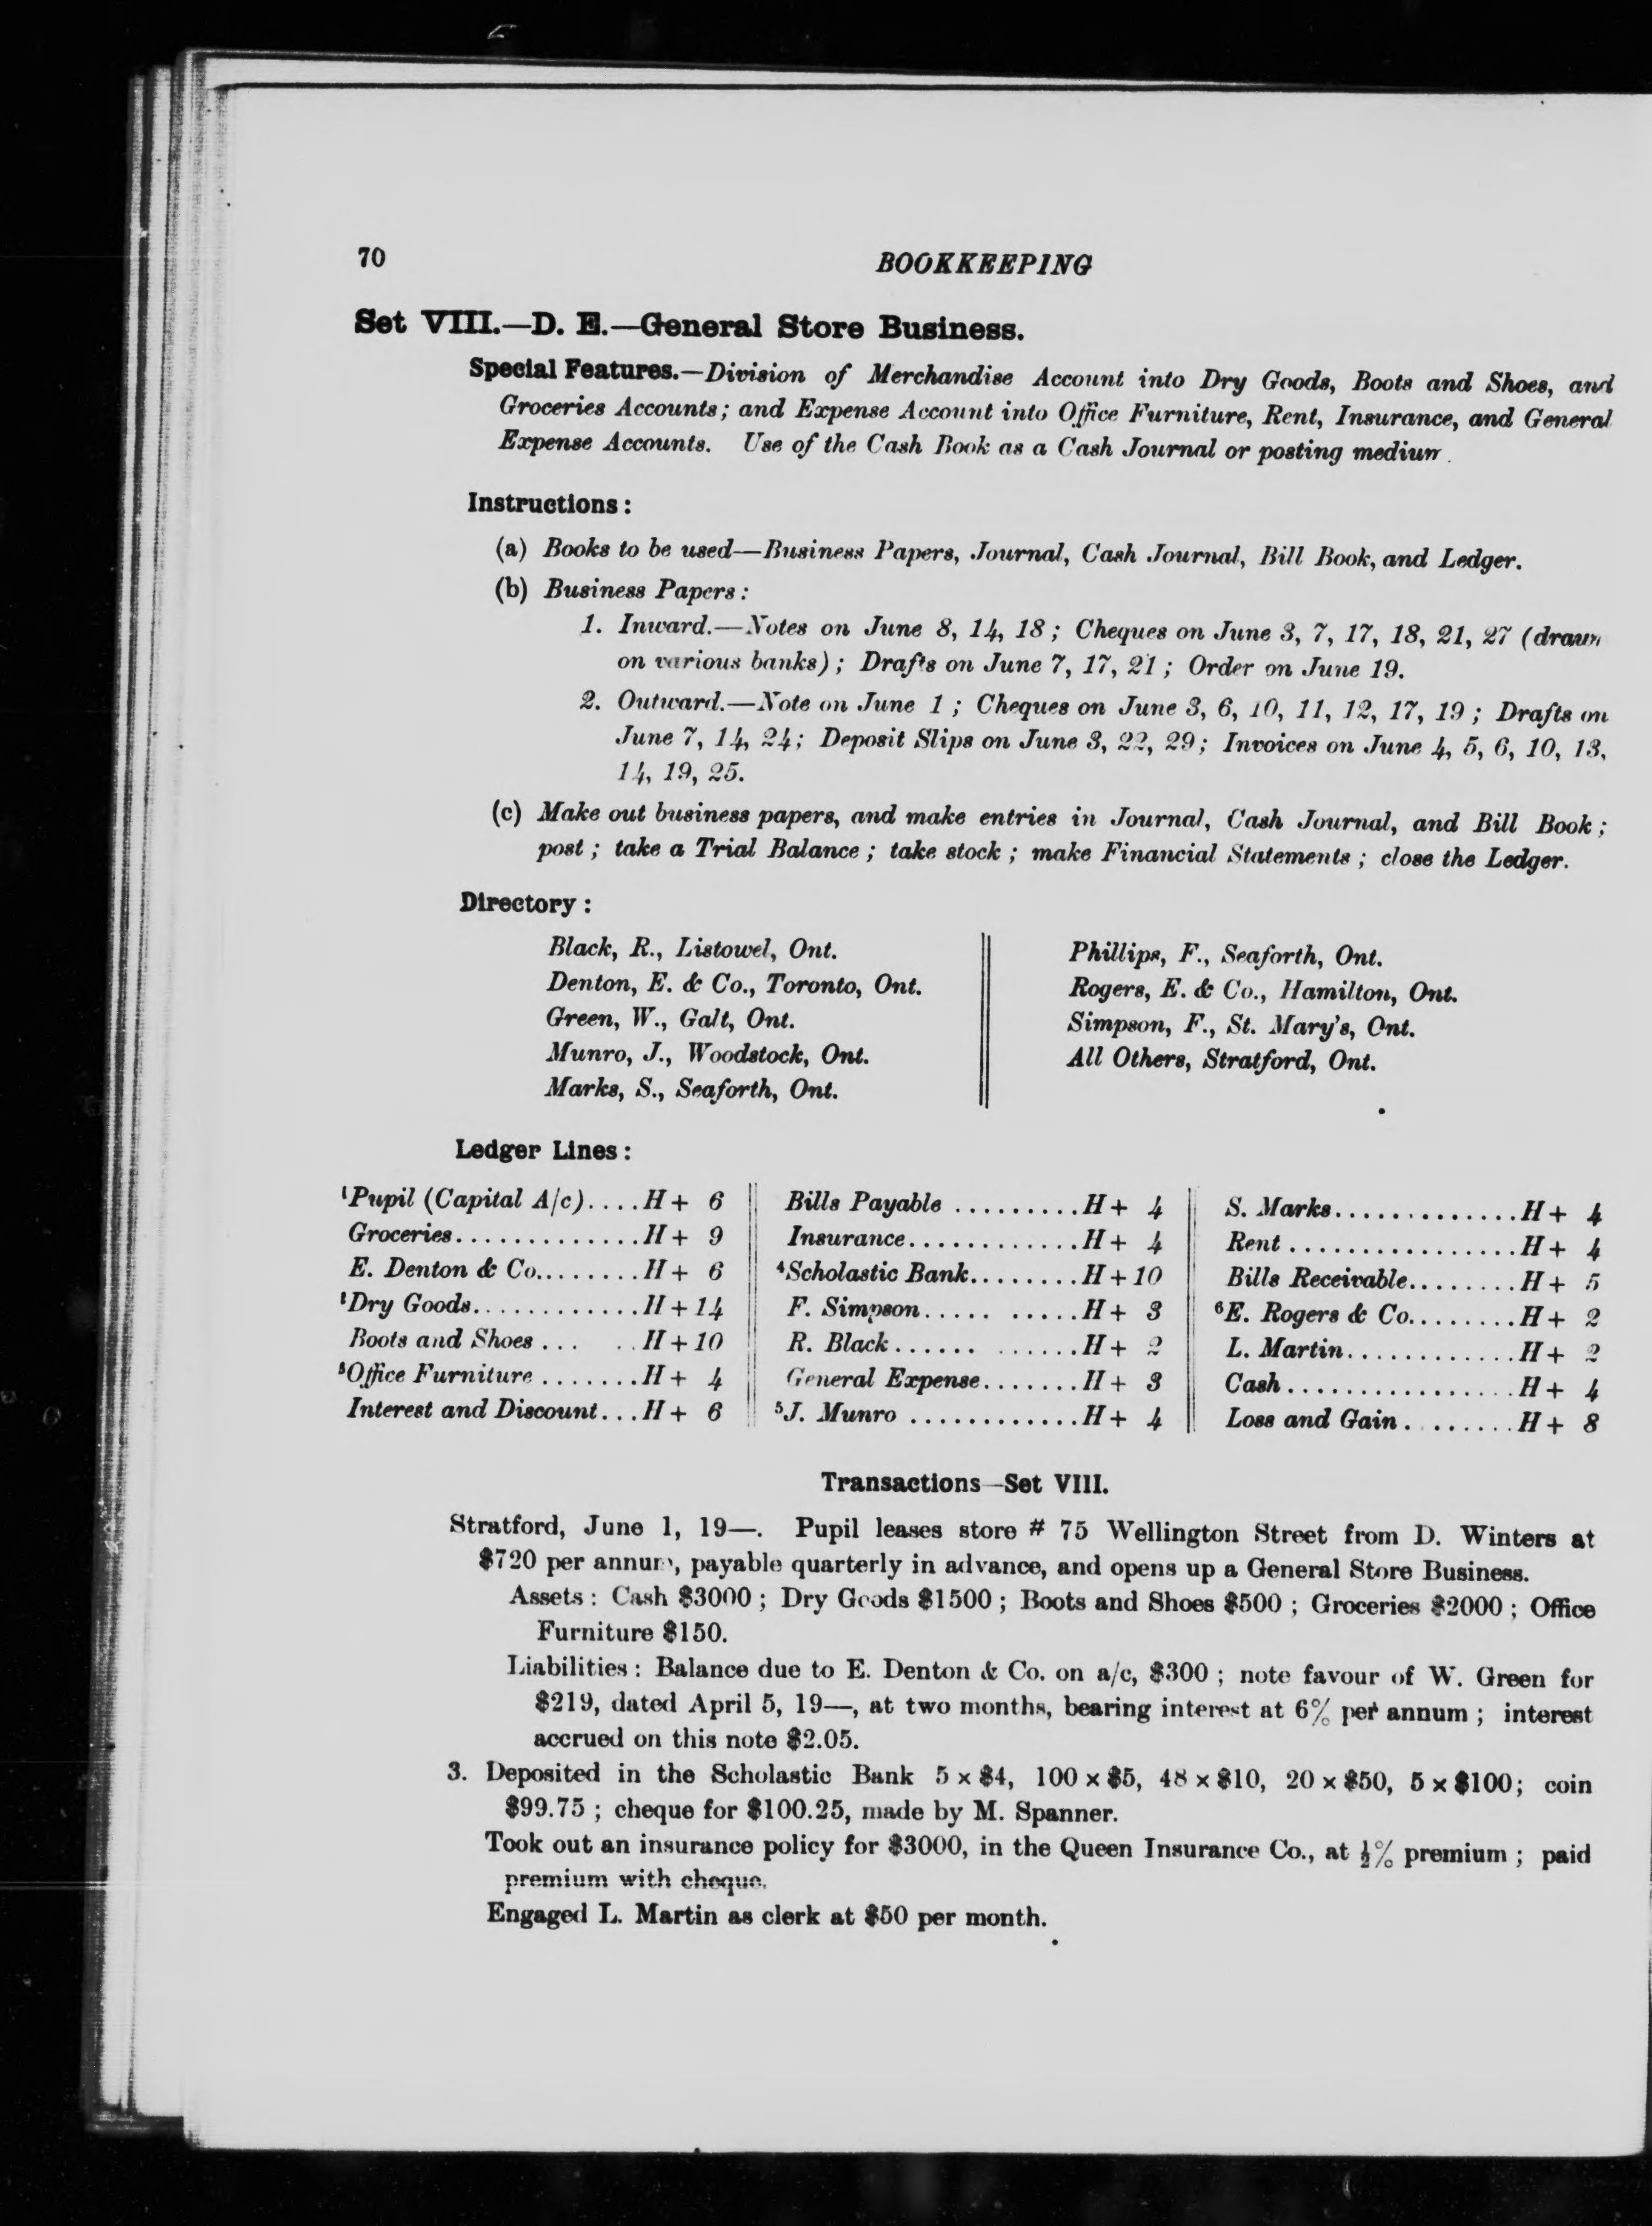 70
BOOKKEEPING
Set VIII.—D. E.—General Store Business.
Special Features.—Division of Merchandise Account into Dry Goods, Boots and Shoes, and
Groceries Accounts; and Expense Account into Office Furniture, Rent, Insurance, and General
Expense Accounts. Use of the Cash Book as a Cash Journal or posting medium.
Instructions:
(a) Books to be used—Business Papers, Journal, Cash Journal, Bill Book, and Ledger.
(b) Business Papers:
1. Inward.—Notes on June 8, 14, 18; Cheques on June 3, 7, 17, 18, 21, 27 (drawn
on various banks); Drafts on June 7, 17, 21; Order on June 19.
2. Outward.—Note on June 1; Cheques on June 3, 6, 10, 11, 12, 17, 19; Drafts on
June 7, 14, 24; Deposit Slips on June 3, 22, 29; Invoices on June 4, 5, 6, 10, 13,
14, 19, 25.
(c) Make out business papers, and make entries in Journal, Cash Journal, and Bill Book;
post; take a Trial Balance; take stock; make Financial Statements; close the Ledger.
Directory:
Black, R., Listowel, Ont.
Denton, E. & Co., Toronto, Ont.
Green, W., Galt, Ont.
Munro, J., Woodstock, Ont.
Marks, S., Seaforth, Ont.
Phillips, F., Seaforth, Ont.
Rogers, E. & Co., Hamilton, Ont.
Simpson, F., St. Mary's, Ont.
All Others, Stratford, Ont.
Ledger Lines:
¹Pupil (Capital A/c)....H+ 6
Groceries.............H+ 9
E. Denton & Co........H+ 6
²Dry Goods............H+14
Boots and Shoes ... ..H+10
³Office Furniture .......H+ 4
Interest and Discount...H+ 6
Bills Payable .........H+ 4
Insurance............H+ 4
⁴Scholastic Bank........H+10
F. Simpson...... .....H+ 3
R. Black...... ......H+ 2
General Expense.......H+ 3
⁵J. Munro ............H+ 4
S. Marks..............H+ 4
Rent .................H+ 4
Bills Receivable........H+ 5
⁶E. Rogers & Co........H+ 2
L. Martin.............H+ 2
Cash.................H+ 4
Loss and Gain ........H+ 8
Transactions—Set VIII.
Stratford, June 1, 19—. Pupil leases store # 75 Wellington Street from D. Winters at
$720 per annum, payable quarterly in advance, and opens up a General Store Business.
Assets: Cash $3000; Dry Goods $1500; Boots and Shoes $500; Groceries $2000; Office
Furniture $150.
Liabilities: Balance due to E. Denton & Co. on a/c, $300; note favour of W. Green for
$219, dated April 5, 19—, at two months, bearing interest at 6% per annum; interest
accrued on this note $2.05.
3. Deposited in the Scholastic Bank 5 x $4, 100 x $5, 48 x $10, 20 x $50, 5 x $100; coin
$99.75; cheque for $100.25, made by M. Spanner.
Took out an insurance policy for $3000, in the Queen Insurance Co., at ½% premium; paid
premium with cheque.
Engaged L. Martin as clerk at $50 per month.